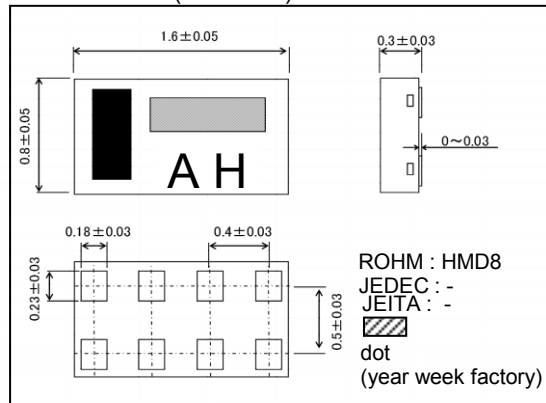 1.6±0.05
0.3±0.03
0.8±0.05
0~0.03
A H
0.18±0.03
0.4±0.03
0.23±0.03
0.5±0.03
ROHM : HMD8
JEDEC : -
JEITA : -
dot
(year week factory)